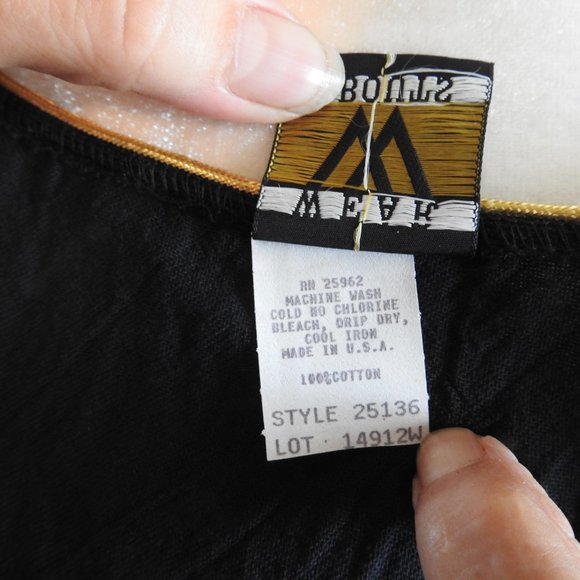 WEAR
RN 25962
MACHINE WASH
COLD NO CHLORINE
BLEACH, DRIP DRY,
COOL IRON
MADE IN U.S.A.
100%COTTON
STYLE 25136
LOT · 14912W